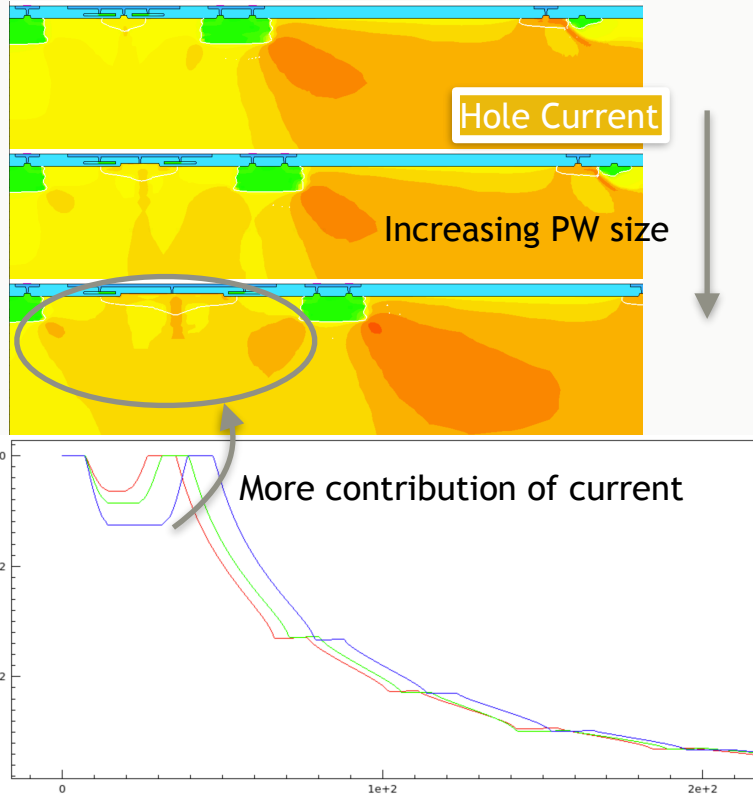 Hole Current
Increasing PW size
More contribution of current
0
2
2
0
1e+2
2e+2